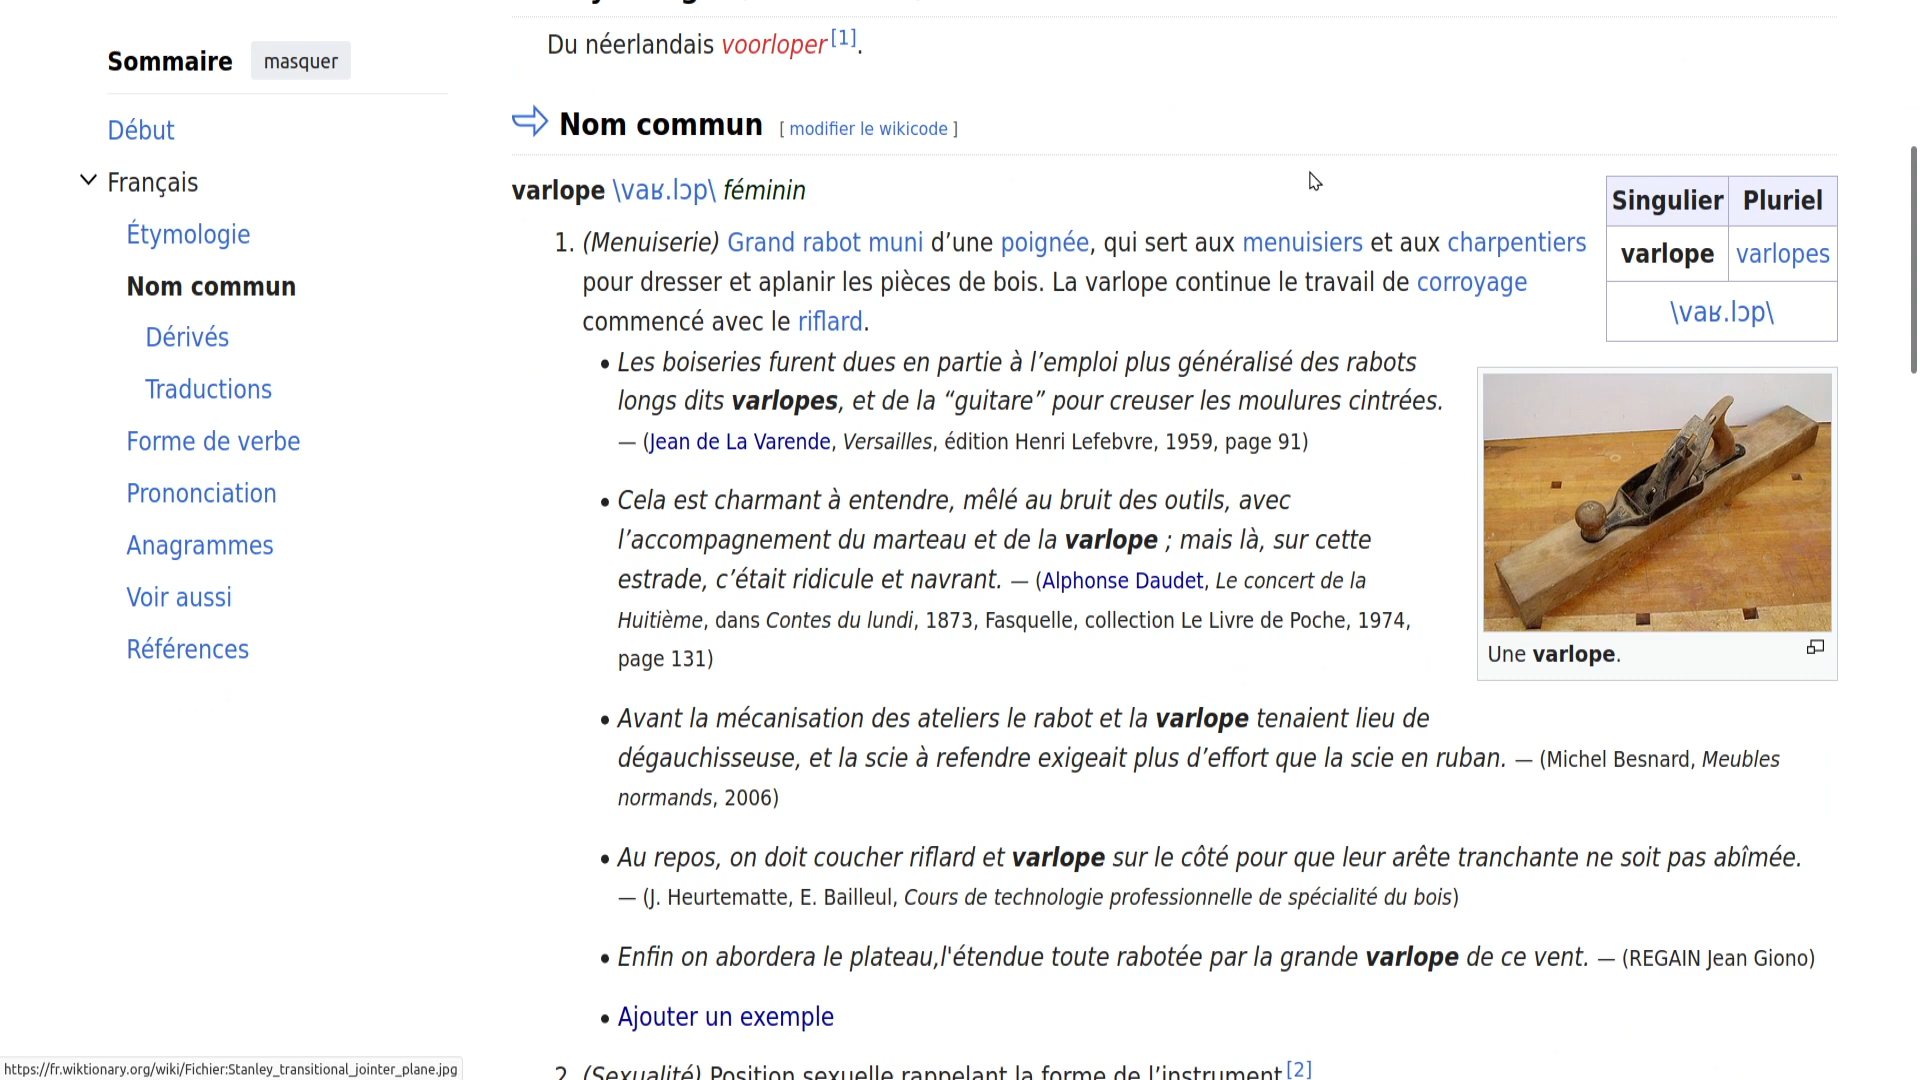 Du néerlandais voorloper[1].
Sommaire masquer
Début
Français
Étymologie
Nom commun
Dérivés
Traductions
Forme de verbe
Prononciation
Anagrammes
Voir aussi
Références
Nom commun [ modifier le wikicode ]
varlope \vaʁ.lɔp\ féminin
Singulier Pluriel
varlope varlopes
\vaʁ.lɔp\
1. (Menuiserie) Grand rabot muni d’une poignée, qui sert aux menuisiers et aux charpentiers
pour dresser et aplanir les pièces de bois. La varlope continue le travail de corroyage
commencé avec le riflard.
• Les boiseries furent dues en partie à l’emploi plus généralisé des rabots
longs dits varlopes, et de la “guitare” pour creuser les moulures cintrées.
— (Jean de La Varende, Versailles, édition Henri Lefebvre, 1959, page 91)
• Cela est charmant à entendre, mêlé au bruit des outils, avec
l’accompagnement du marteau et de la varlope ; mais là, sur cette
estrade, c’était ridicule et navrant. — (Alphonse Daudet, Le concert de la
Huitième, dans Contes du lundi, 1873, Fasquelle, collection Le Livre de Poche, 1974,
page 131)
Une varlope.
• Avant la mécanisation des ateliers le rabot et la varlope tenaient lieu de
dégauchisseuse, et la scie à refendre exigeait plus d’effort que la scie en ruban. — (Michel Besnard, Meubles
normands, 2006)
• Au repos, on doit coucher riflard et varlope sur le côté pour que leur arête tranchante ne soit pas abîmée.
— (J. Heurtematte, E. Bailleul, Cours de technologie professionnelle de spécialité du bois)
• Enfin on abordera le plateau,l'étendue toute rabotée par la grande varlope de ce vent. — (REGAIN Jean Giono)
• Ajouter un exemple
2. (Sexualité) Position sexuelle rappelant la forme de l’instrument[2]
https://fr.wiktionary.org/wiki/Fichier:Stanley_transitional_jointer_plane.jpg